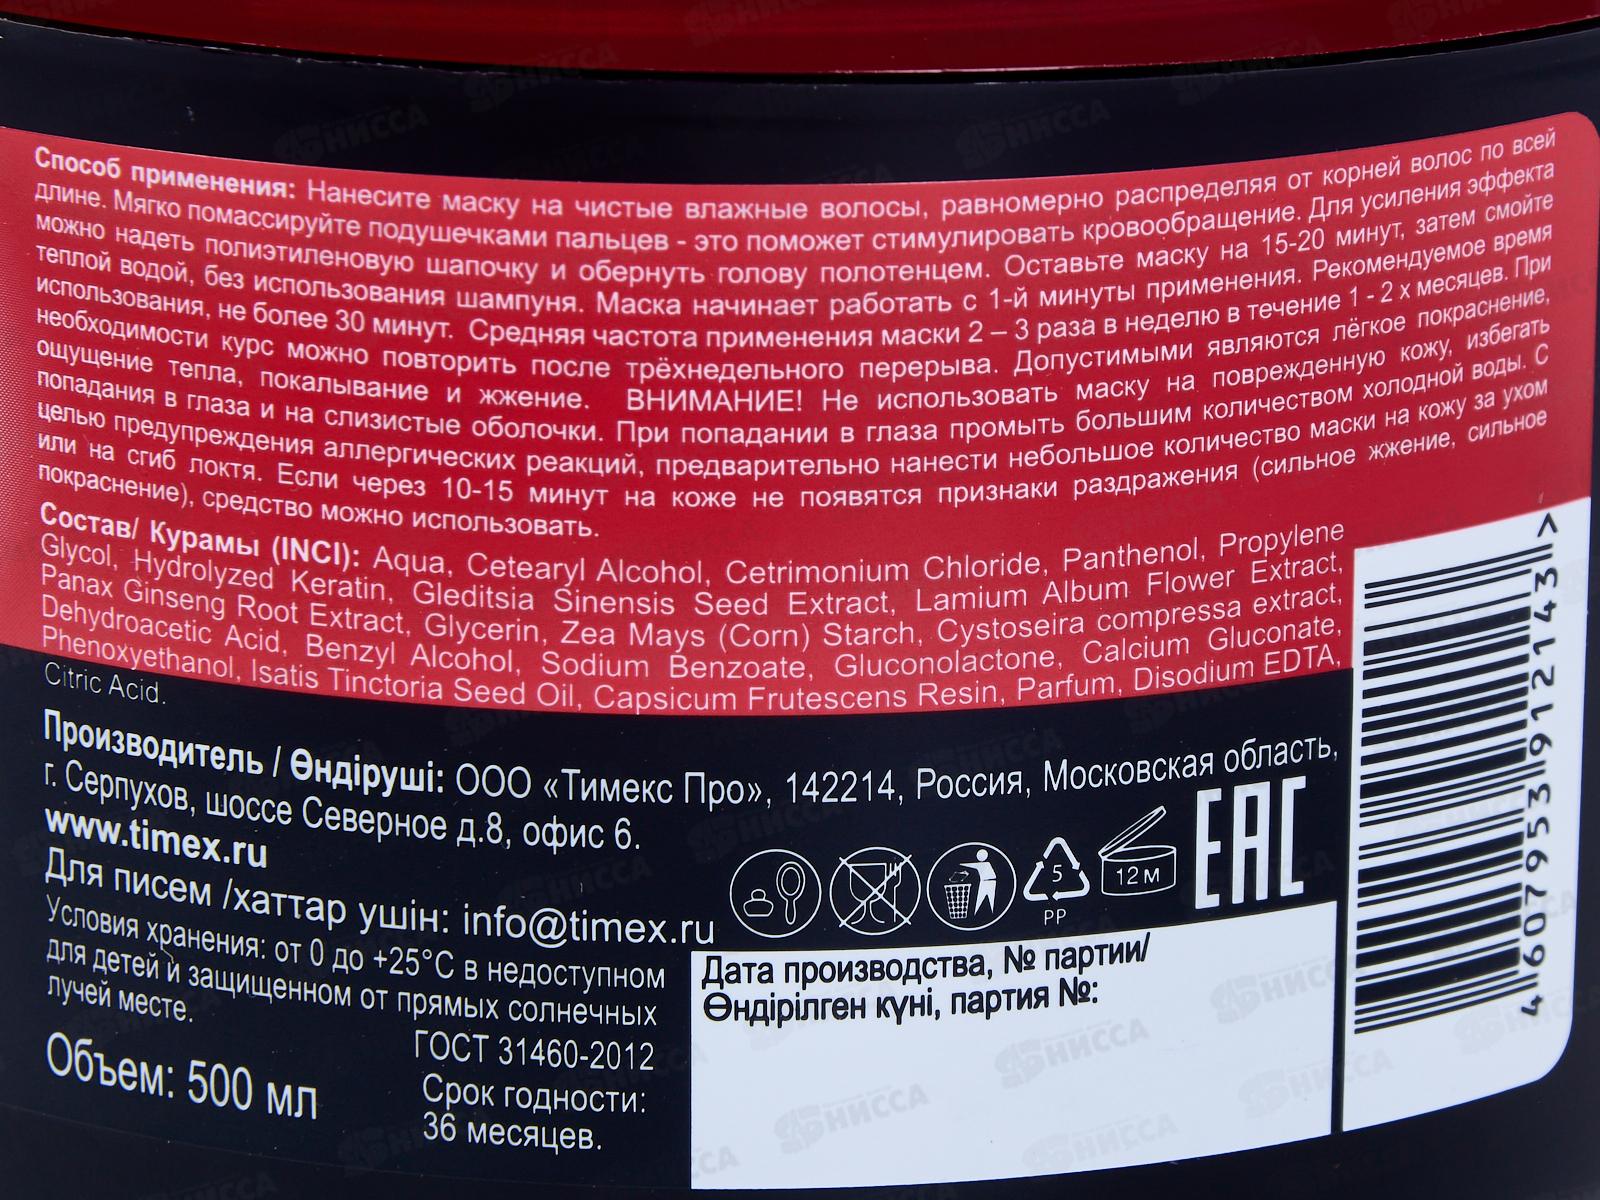 Способ применения: Нанесите маску на чистые влажные волосы, равномерно распределяя от корней волос по всей
длине. Мягко помассируйте подушечками пальцев - это поможет стимулировать кровообращение. Для усиления эффекта
можно надеть полиэтиленовую шапочку и обернуть голову полотенцем. Оставьте маску на 15-20 минут, затем смойте
теплой водой, без использования шампуня. Маска начинает работать с 1-й минуты применения. Рекомендуемое время
использования, не более 30 минут. Средняя частота применения маски 2 – 3 раза в неделю в течение 1 - 2 х месяцев. При
необходимости курс можно повторить после трёхнедельного перерыва. Допустимыми являются лёгкое покраснение,
ощущение тепла, покалывание и жжение. ВНИМАНИЕ! Не использовать маску на поврежденную кожу, избегать
попадания в глаза и на слизистые оболочки. При попадании в глаза промыть большим количеством холодной воды. С
целью предупреждения аллергических реакций, предварительно нанести небольшое количество маски на кожу за ухом
или на сгиб локтя. Если через 10-15 минут на коже не появятся признаки раздражения (сильное жжение, сильное
покраснение), средство можно использовать.
Состав/ Курамы (INCI): Aqua, Cetearyl Alcohol, Cetrimonium Chloride, Panthenol, Propylene
Glycol, Hydrolyzed Keratin, Gleditsia Sinensis Seed Extract, Lamium Album Flower Extract,
Panax Ginseng Root Extract, Glycerin, Zea Mays (Corn) Starch, Cystoseira compressa extract,
Dehydroacetic Acid, Benzyl Alcohol, Sodium Benzoate, Gluconolactone, Calcium Gluconate,
Phenoxyethanol, Isatis Tinctoria Seed Oil, Capsicum Frutescens Resin, Parfum, Disodium EDTA,
Citric Acid.
Производитель / Өндіруші: ООО «Тимекс Про», 142214, Россия, Московская область,
г. Серпухов, шоссе Северное д.8, офис 6.
www.timex.ru
Для писем /хаттар ушін: info@timex.ru
Условия хранения: от 0 до +25°С в недоступном
для детей и защищенном от прямых солнечных
лучей месте.
ГОСТ 31460-2012
Объем: 500 мл
Срок годности:
36 месяцев.
5
PP
12 М
EAC
Дата производства, № партии/
Өндірілген күні, партия №:
4 607953 912143 >
НИССА